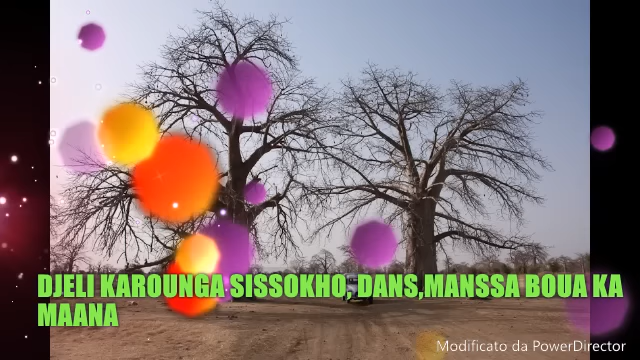 DJELI KAROUNGA SISSOKHO, DANS,MANSSA BOUA KA
MAANA
Modificato da PowerDirector